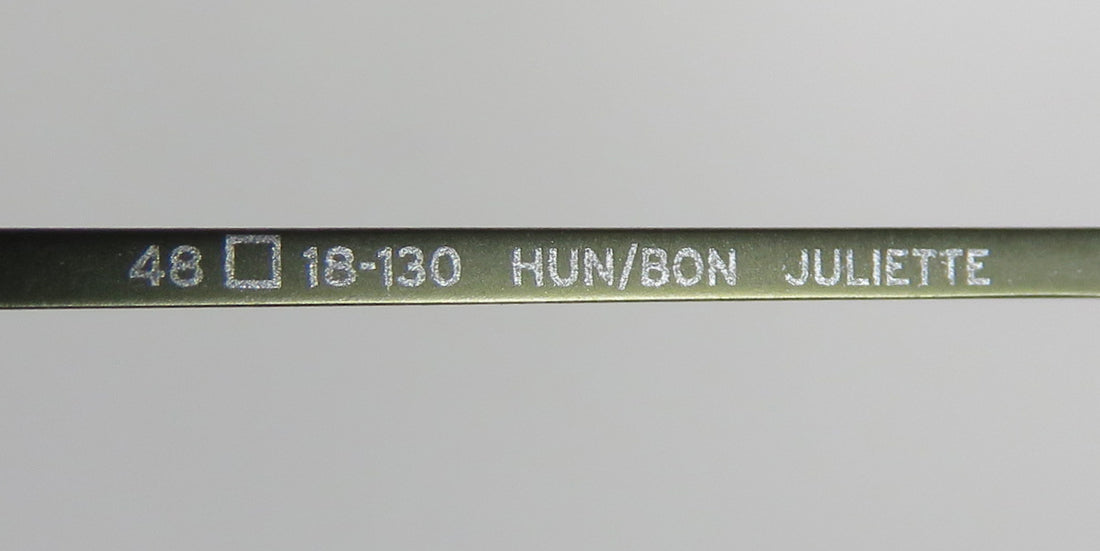 48 □ 18-130 HUN/BON JULIETTE